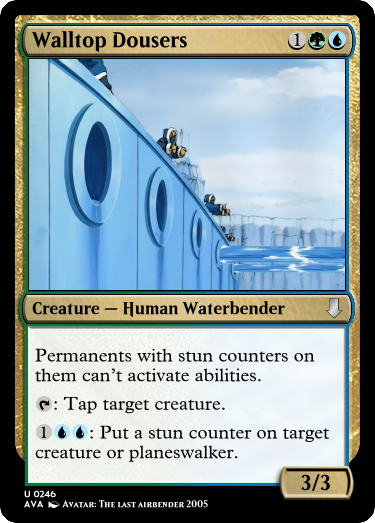 Walltop Dousers 1
Creature — Human Waterbender
Permanents with stun counters on
them can't activate abilities.
: Tap target creature.
1: Put a stun counter on target
creature or planeswalker.
3/3
U 0246
AVA Avatar: The last airbender 2005